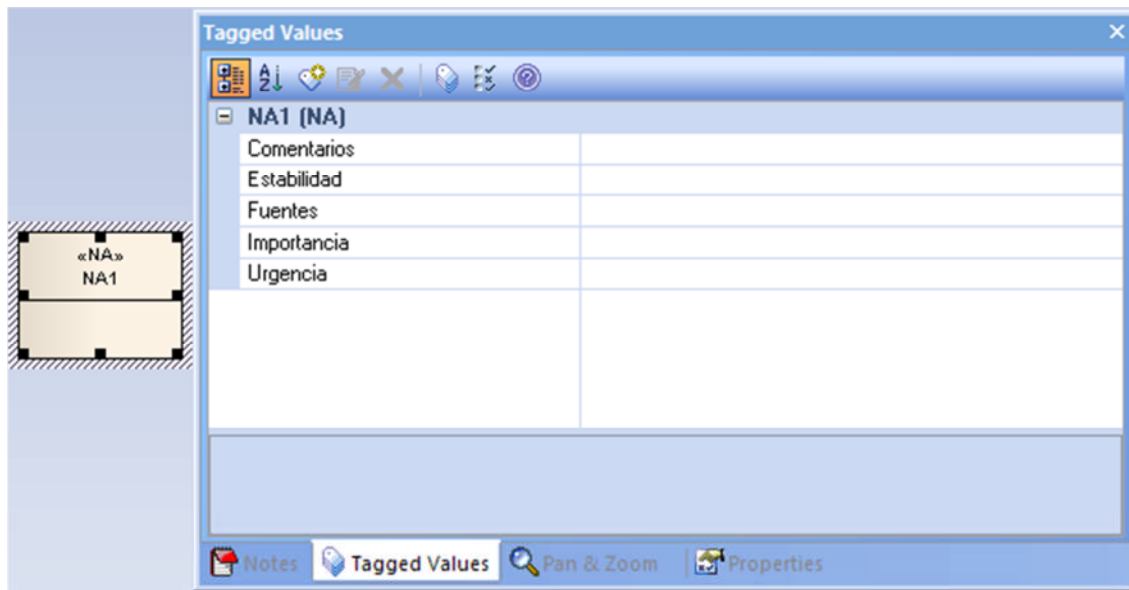 Tagged Values
NA1 (NA)
Comentarios
Estabilidad
Fuentes
Importancia
Urgencia
«NA»
NA1
Notes
Tagged Values
Pan & Zoom
Properties